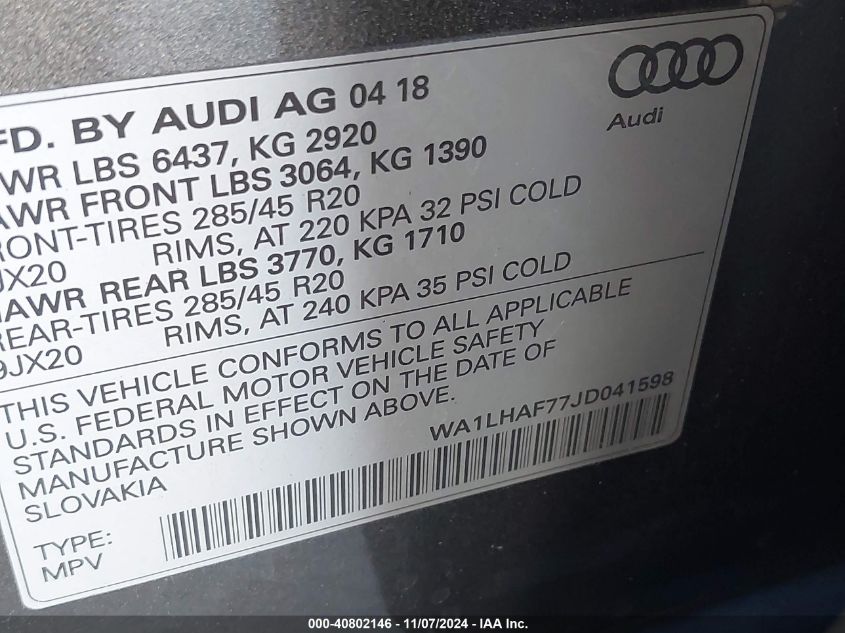 FD. BY AUDI AG 04 18
WR LBS 6437, KG 2920
AWR FRONT LBS 3064, KG 1390
RONT-TIRES 285/45 R20
JX20 RIMS, AT 220 KPA 32 PSI COLD
AWR REAR LBS 3770, KG 1710
REAR-TIRES 285/45 R20
9JX20 RIMS, AT 240 KPA 35 PSI COLD
THIS VEHICLE CONFORMS TO ALL APPLICABLE
U.S. FEDERAL MOTOR VEHICLE SAFETY
STANDARDS IN EFFECT ON THE DATE OF
MANUFACTURE SHOWN ABOVE.
SLOVAKIA
WA1LHAF77JD041598
TYPE:
MPV
Audi
000-40802146 - 11/07/2024 - IAA Inc.